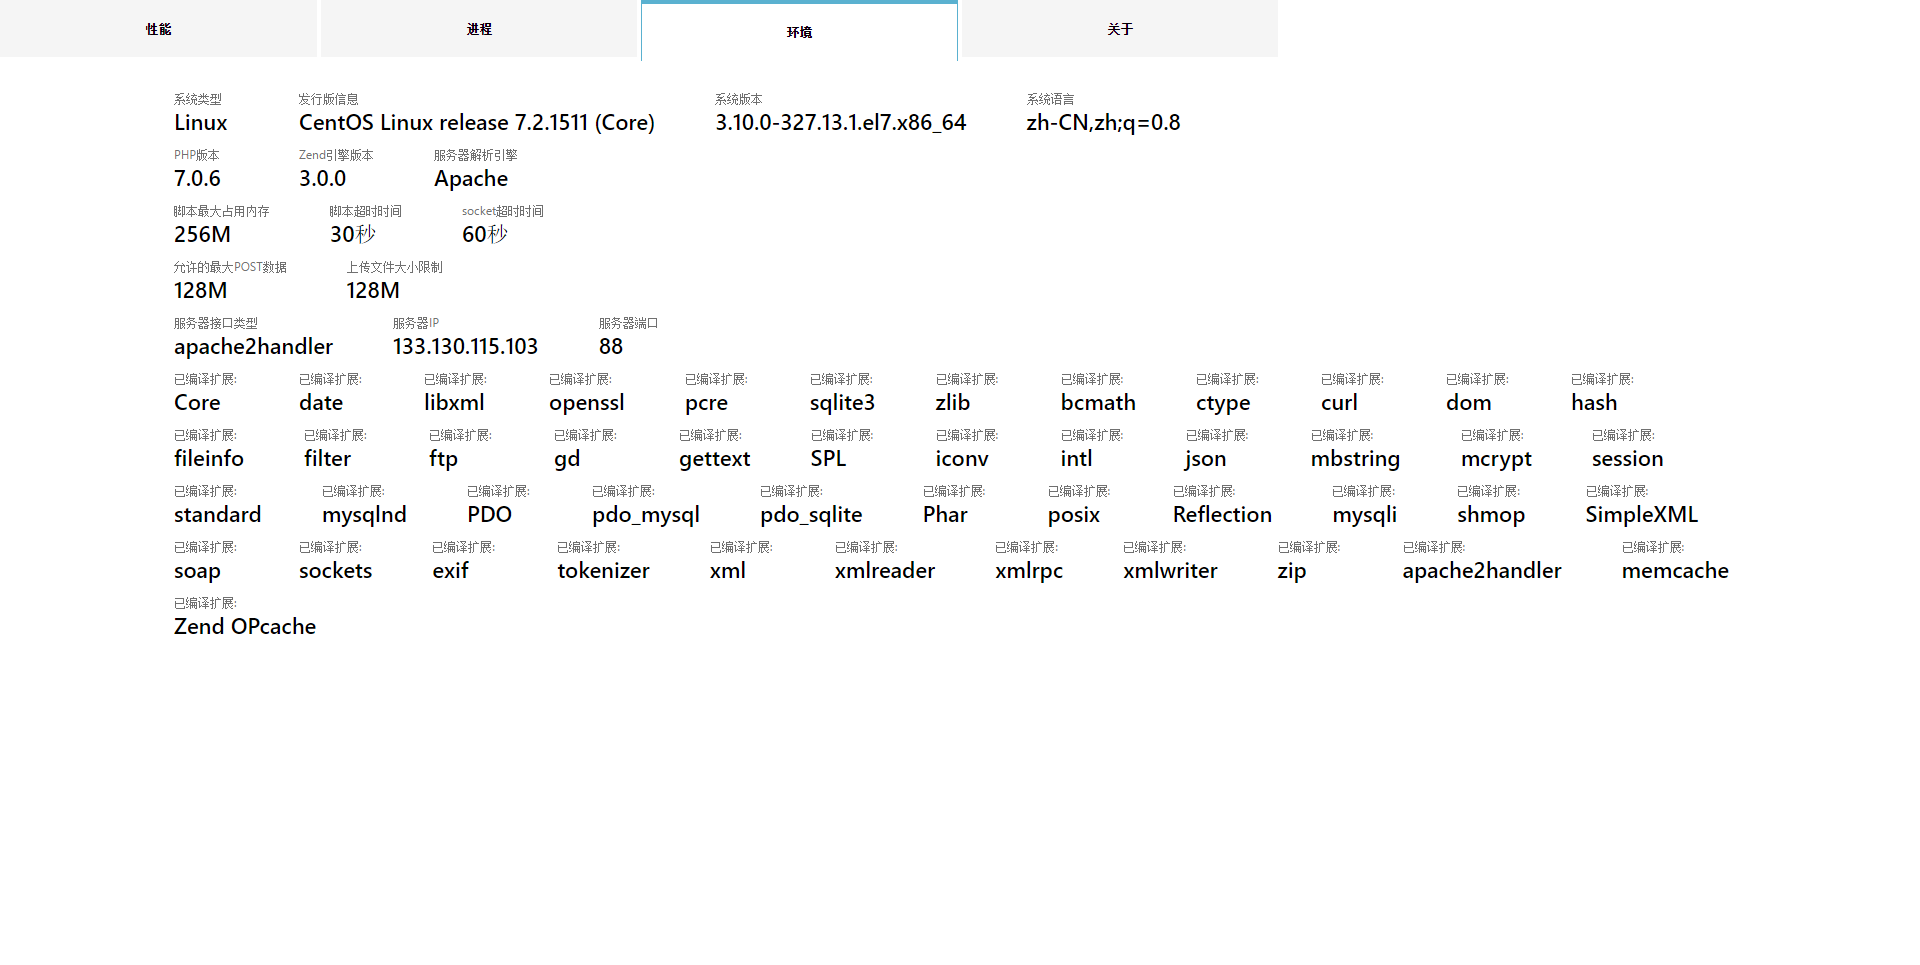 性能 进程 环境 关于
系统类型 发行版信息 系统版本 系统语言
Linux CentOS Linux release 7.2.1511 (Core) 3.10.0-327.13.1.el7.x86_64 zh-CN,zh;q=0.8
PHP版本 Zend引擎版本 服务器解析引擎
7.0.6 3.0.0 Apache
脚本最大占用内存 脚本超时时间 socket超时时间
256M 30秒 60秒
允许的最大POST数据 上传文件大小限制
128M 128M
服务器接口类型 服务器IP 服务器端口
apache2handler 133.130.115.103 88
已编译扩展: 已编译扩展: 已编译扩展: 已编译扩展: 已编译扩展: 已编译扩展: 已编译扩展: 已编译扩展: 已编译扩展: 已编译扩展: 已编译扩展: 已编译扩展:
Core date libxml openssl pcre sqlite3 zlib bcmath ctype curl dom hash
已编译扩展: 已编译扩展: 已编译扩展: 已编译扩展: 已编译扩展: 已编译扩展: 已编译扩展: 已编译扩展: 已编译扩展: 已编译扩展: 已编译扩展: 已编译扩展:
fileinfo filter ftp gd gettext SPL iconv intl json mbstring mcrypt session
已编译扩展: 已编译扩展: 已编译扩展: 已编译扩展: 已编译扩展: 已编译扩展: 已编译扩展: 已编译扩展: 已编译扩展: 已编译扩展: 已编译扩展:
standard mysqlnd PDO pdo_mysql pdo_sqlite Phar posix Reflection mysqli shmop SimpleXML
已编译扩展: 已编译扩展: 已编译扩展: 已编译扩展: 已编译扩展: 已编译扩展: 已编译扩展: 已编译扩展: 已编译扩展: 已编译扩展: 已编译扩展:
soap sockets exif tokenizer xml xmlreader xmlrpc xmlwriter zip apache2handler memcache
已编译扩展:
Zend OPcache